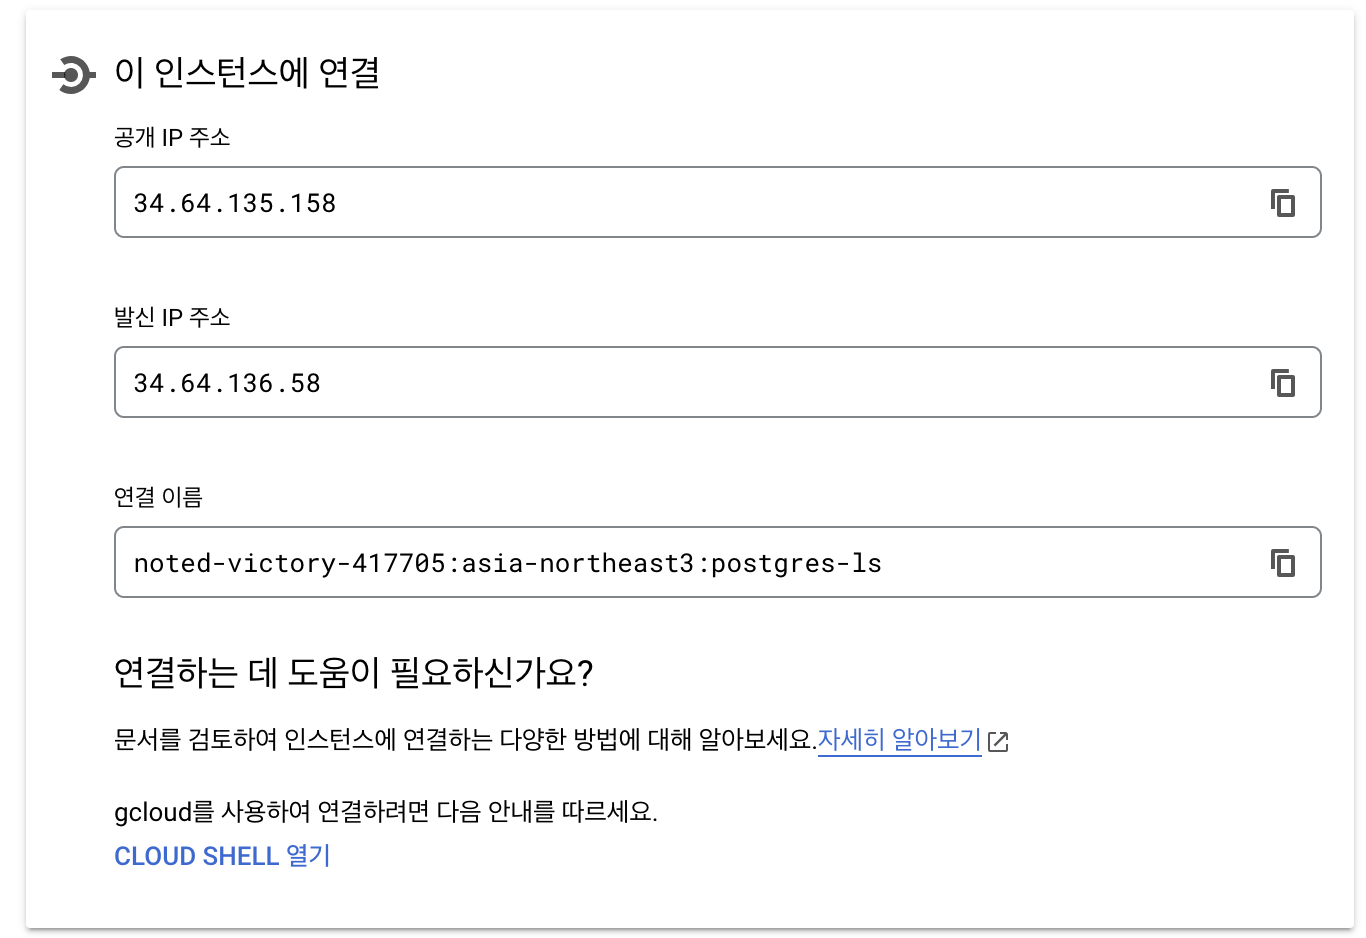 이 인스턴스에 연결
공개 IP 주소
34.64.135.158
발신 IP 주소
34.64.136.58
연결 이름
noted-victory-417705:asia-northeast3:postgres-ls
연결하는 데 도움이 필요하신가요?
문서를 검토하여 인스턴스에 연결하는 다양한 방법에 대해 알아보세요.자세히 알아보기
gcloud를 사용하여 연결하려면 다음 안내를 따르세요.
CLOUD SHELL 열기